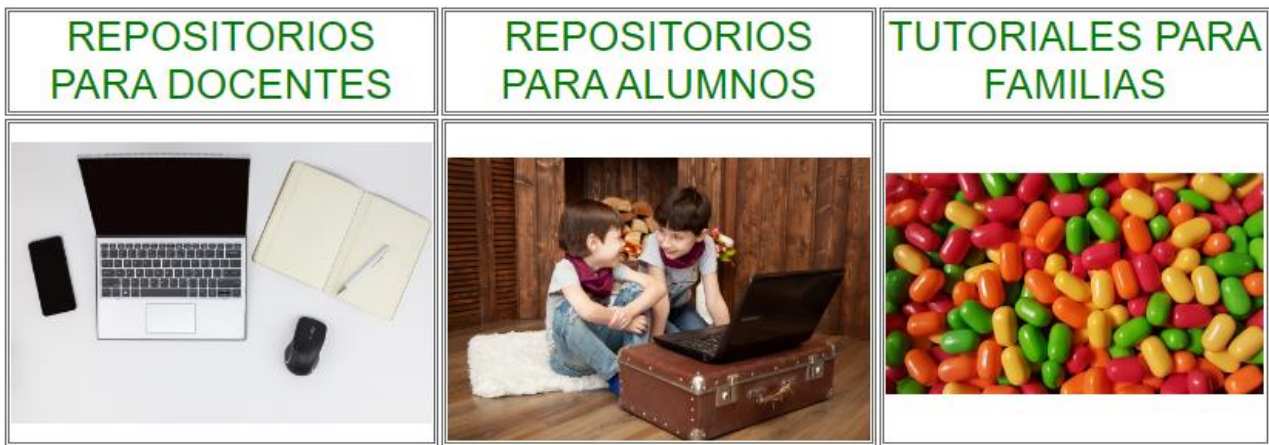 REPOSITORIOS
PARA DOCENTES
REPOSITORIOS
PARA ALUMNOS
TUTORIALES PARA
FAMILIAS